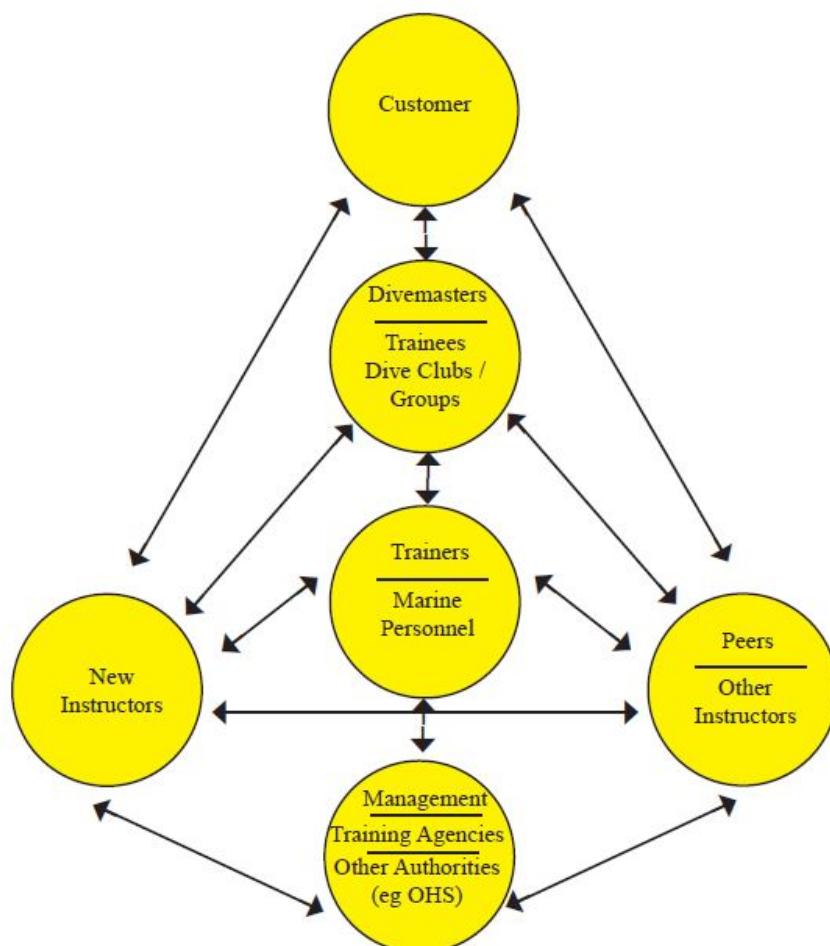 Customer
Divemasters
Trainees
Dive Clubs /
Groups
Trainers
Marine
Personnel
New
Instructors
Peers
Other
Instructors
Management
Training Agencies
Other Authorities
(eg OHS)